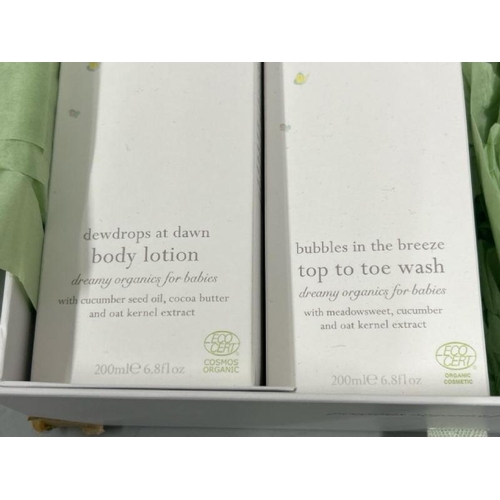 dewdrops at dawn
body lotion
dreamy organics for babies
with cucumber seed oil, cocoa butter
and oat kernel extract
200ml℮ 6.8fl oz
ECO
CERT
COSMOS
ORGANIC
bubbles in the breeze
top to toe wash
dreamy organics for babies
with meadowsweet, cucumber
and oat kernel extract
200ml℮ 6.8fl oz
ECO
CERT
ORGANIC
COSMETIC